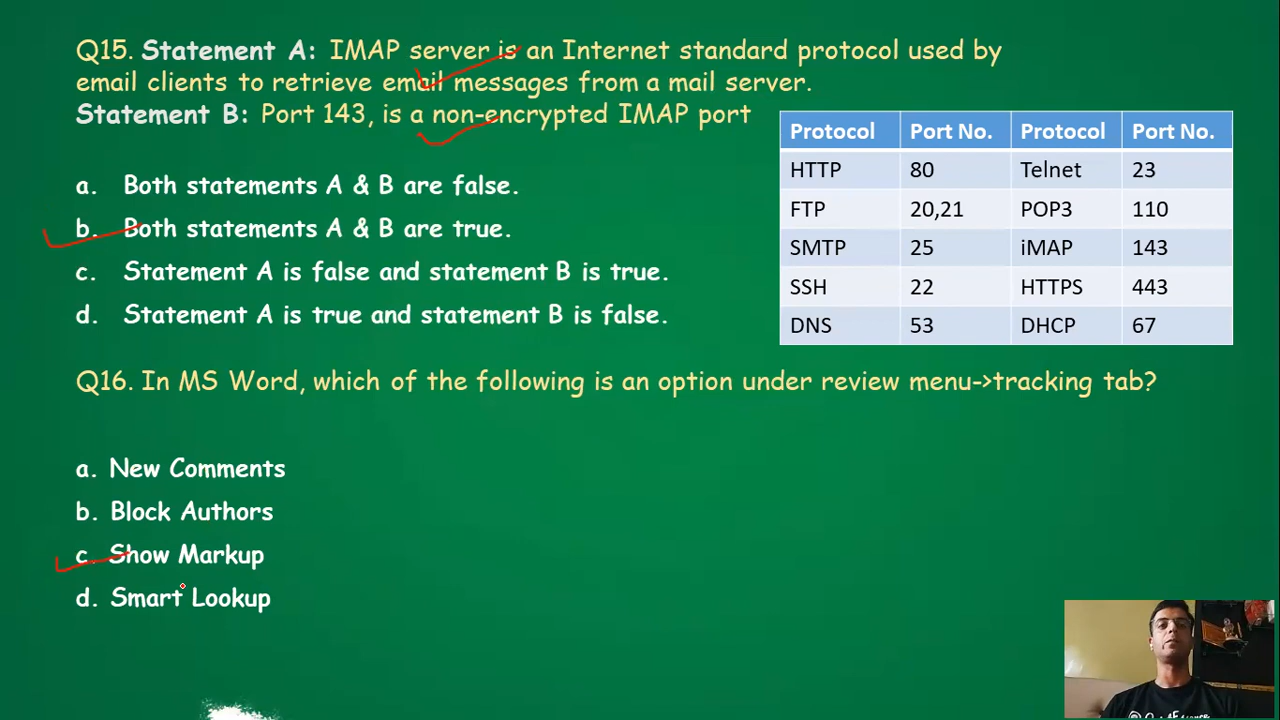 Q15. Statement A: IMAP server is an Internet standard protocol used by
email clients to retrieve email messages from a mail server.
Statement B: Port 143, is a non-encrypted IMAP port
a. Both statements A & B are false.
b. Both statements A & B are true.
c. Statement A is false and statement B is true.
d. Statement A is true and statement B is false.
Protocol Port No. Protocol Port No.
HTTP 80 Telnet 23
FTP 20,21 POP3 110
SMTP 25 iMAP 143
SSH 22 HTTPS 443
DNS 53 DHCP 67
Q16. In MS Word, which of the following is an option under review menu->tracking tab?
a. New Comments
b. Block Authors
c. Show Markup
d. Smart Lookup